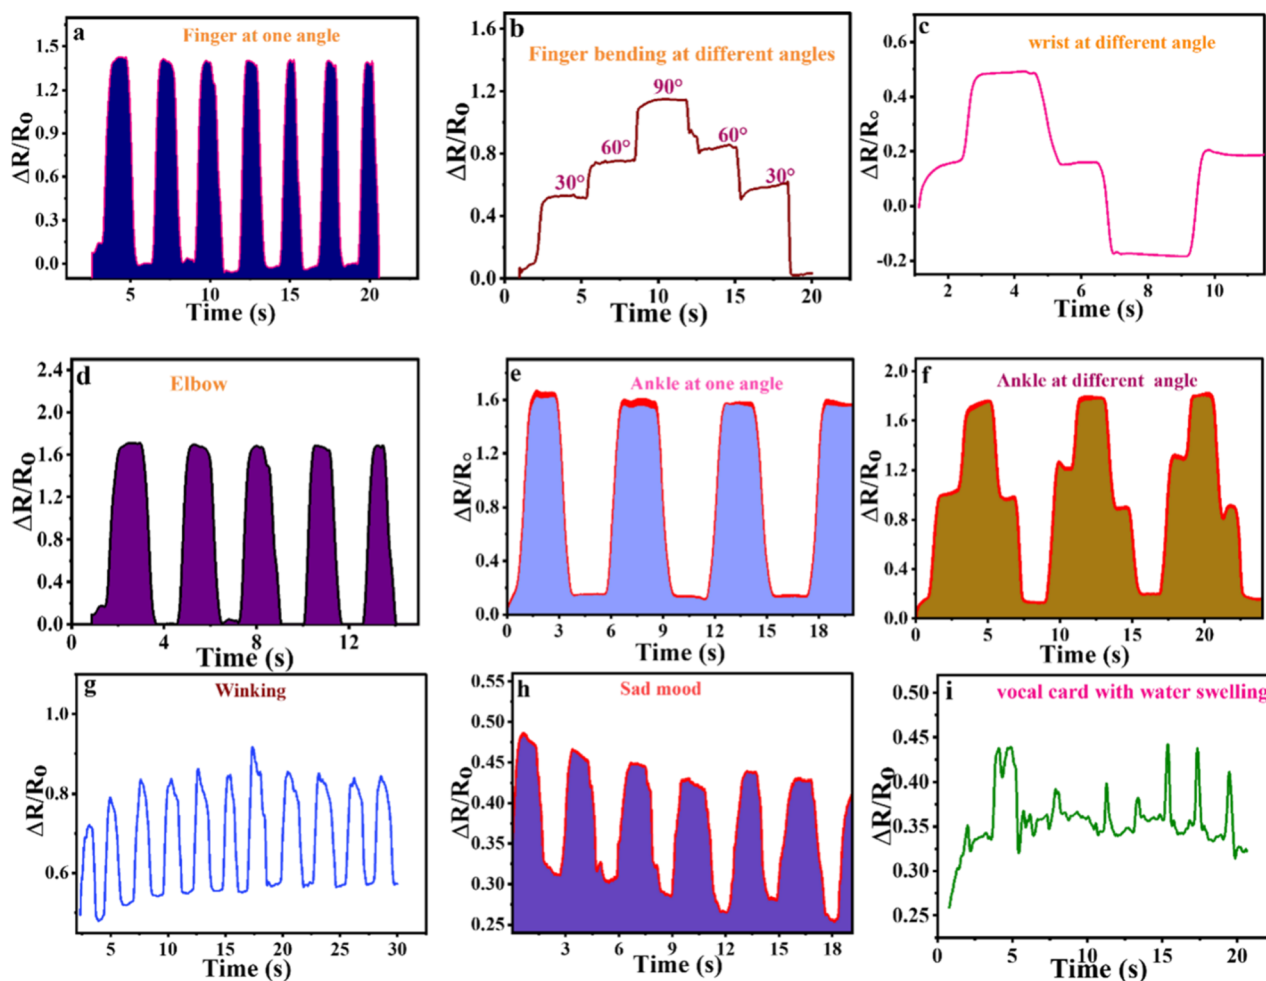 a
Finger at one angle
1.5
1.2
0.9
0.6
0.3
0.0
ΔR/R₀
5 10 15 20
Time (s)
b
Finger bending at different angles
1.6
1.2
0.8
0.4
0.0
ΔR/R₀
30°
60°
90°
60°
30°
0 5 10 15 20
Time (s)
c
wrist at different angle
0.6
0.4
0.2
0.0
-0.2
ΔR/R₀
2 4 6 8 10
Time (s)
d
Elbow
2.4
2.0
1.6
1.2
0.8
0.4
0.0
ΔR/R₀
0 4 8 12
Time (s)
e
Ankle at one angle
1.6
1.2
0.8
0.4
0.0
ΔR/R₀
0 3 6 9 12 15 18
Time (s)
f
Ankle at different angle
2.0
1.6
1.2
0.8
0.4
0.0
ΔR/R₀
0 5 10 15 20
Time (s)
g
Winking
1.0
0.8
0.6
ΔR/R₀
5 10 15 20 25 30
Time (s)
h
Sad mood
0.55
0.50
0.45
0.40
0.35
0.30
0.25
ΔR/R₀
3 6 9 12 15 18
Time (s)
i
vocal card with water swelling
0.50
0.45
0.40
0.35
0.30
0.25
ΔR/R₀
0 5 10 15 20
Time (s)